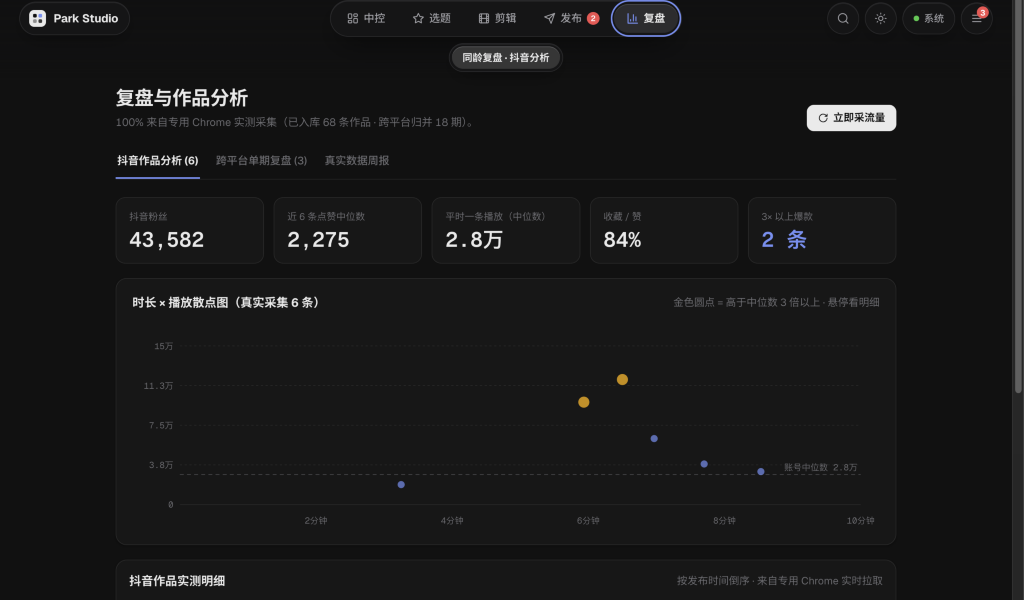 Park Studio
中控
选题
剪辑
发布 2
复盘
系统
3
同龄复盘 · 抖音分析
复盘与作品分析
100% 来自专用 Chrome 实测采集（已入库 68 条作品 · 跨平台归并 18 期）。
立即采流量
抖音作品分析 (6)
跨平台单期复盘 (3)
真实数据周报
抖音粉丝
43,582
近 6 条点赞中位数
2,275
平时一条播放（中位数）
2.8万
收藏 / 赞
84%
3× 以上爆款
2 条
时长 × 播放散点图（真实采集 6 条）
金色圆点 = 高于中位数 3 倍以上 · 悬停看明细
15万
11.3万
7.5万
3.8万
账号中位数 2.8万
0
2分钟
4分钟
6分钟
8分钟
10分钟
抖音作品实测明细
按发布时间倒序 · 来自专用 Chrome 实时拉取